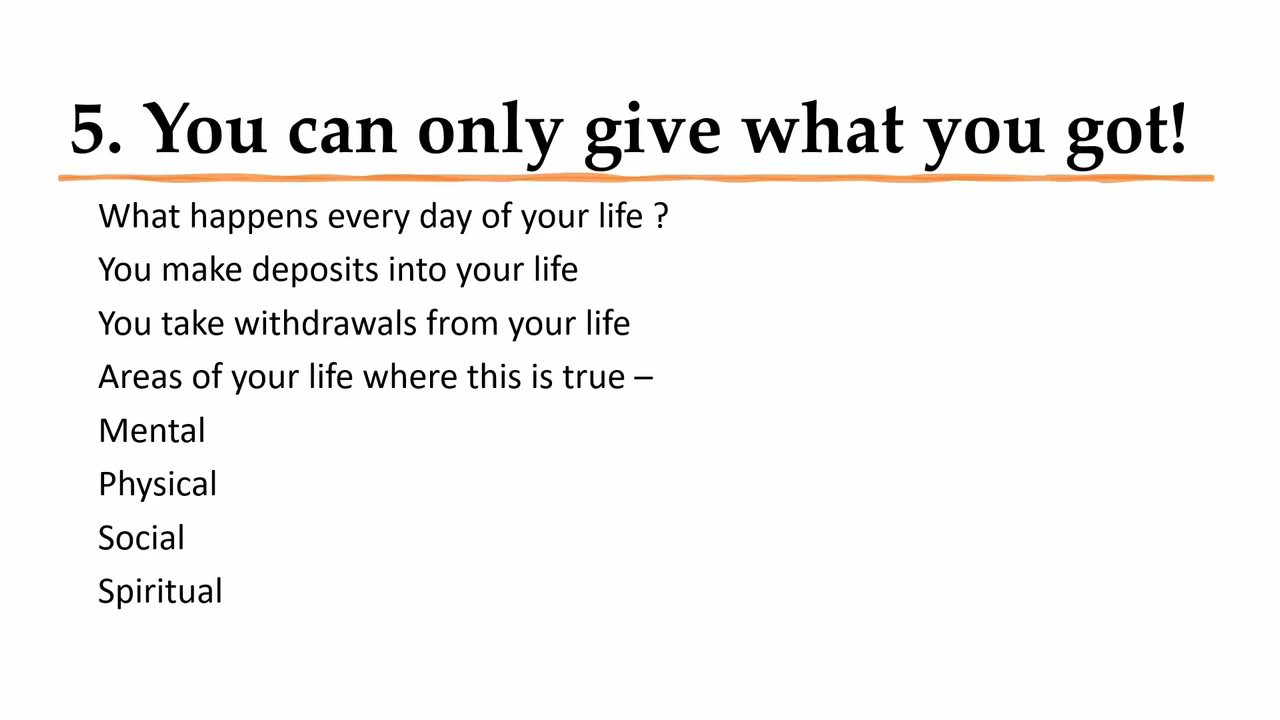 5. You can only give what you got!
What happens every day of your life ?
You make deposits into your life
You take withdrawals from your life
Areas of your life where this is true –
Mental
Physical
Social
Spiritual